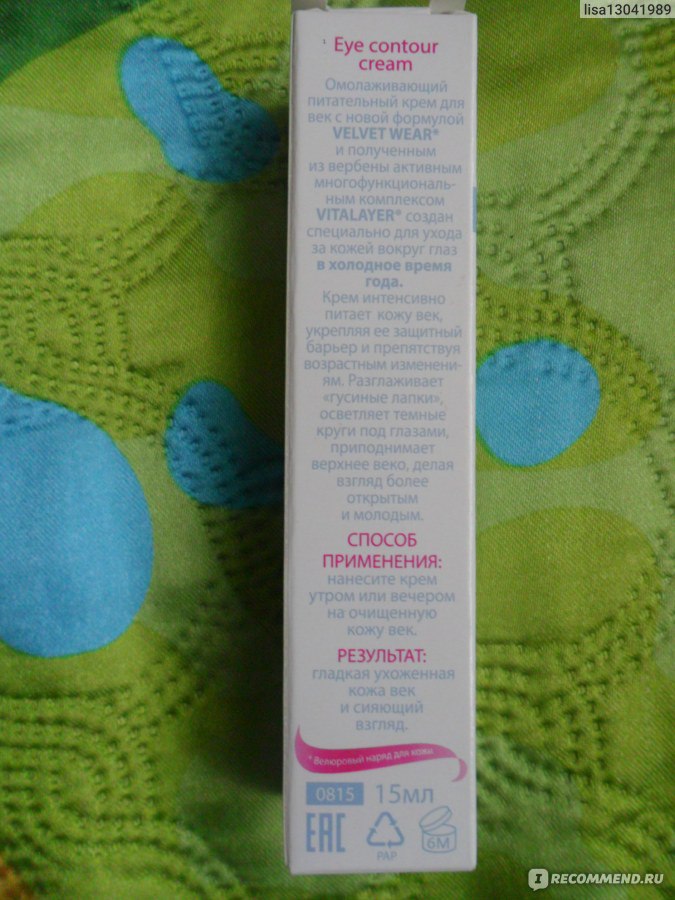 lisa13041989
Eye contour
cream
Омолаживающий
питательный крем для
век с новой формулой
VELVET WEAR*
и полученным
из вербены активным
многофункциональ-
ным комплексом
VITALAYER® создан
специально для ухода
за кожей вокруг глаз
в холодное время
года.
Крем интенсивно
питает кожу век,
укрепляя ее защитный
барьер и препятствуя
возрастным изменени-
ям. Разглаживает
«гусиные лапки»,
осветляет темные
круги под глазами,
приподнимает
верхнее веко, делая
взгляд более
открытым
и молодым.
СПОСОБ
ПРИМЕНЕНИЯ:
нанесите крем
утром или вечером
на очищенную
кожу век.
РЕЗУЛЬТАТ:
гладкая ухоженная
кожа век
и сияющий
взгляд.
* Велюровый наряд для кожи
0815 15мл
EAC
PAP
6М
IRECOMMEND.RU